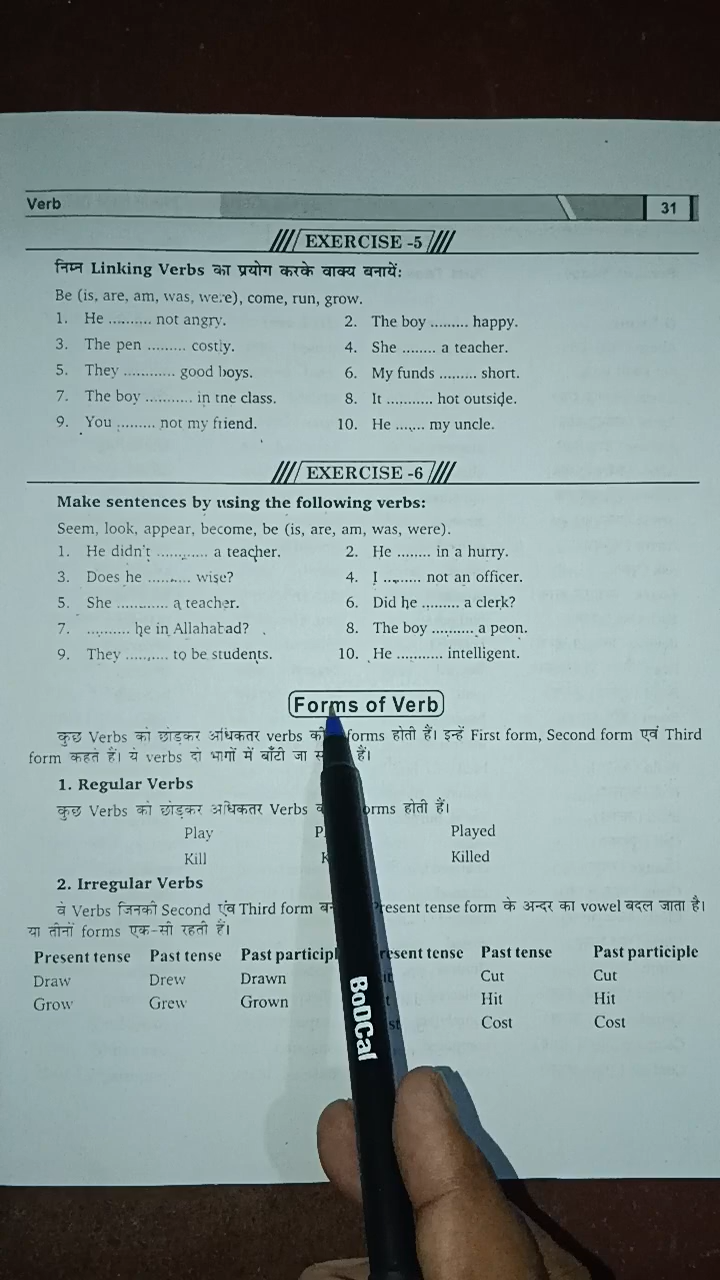 Verb 31
EXERCISE -5
निम्न Linking Verbs का प्रयोग करके वाक्य बनायें:
Be (is, are, am, was, were), come, run, grow.
1. He .......... not angry. 2. The boy ......... happy.
3. The pen ......... costly. 4. She ........ a teacher.
5. They ............ good boys. 6. My funds ......... short.
7. The boy ........... in the class. 8. It ........... hot outside.
9. You ......... not my friend. 10. He ....... my uncle.
EXERCISE -6
Make sentences by using the following verbs:
Seem, look, appear, become, be (is, are, am, was, were).
1. He didn't ............ a teacher. 2. He ........ in a hurry.
3. Does he .......... wise? 4. I ......... not an officer.
5. She ............ a teacher. 6. Did he ......... a clerk?
7. .......... he in Allahabad? 8. The boy .......... a peon.
9. They .......... to be students. 10. He .......... intelligent.
Forms of Verb
कुछ Verbs को छोड़कर अधिकतर verbs की forms होती हैं। इन्हें First form, Second form एवं Third
form कहते हैं। ये verbs दो भागों में बाँटी जा हैं।
1. Regular Verbs
कुछ Verbs को छोड़कर अधिकतर Verbs forms होती हैं।
Play Played
Kill Killed
2. Irregular Verbs
वे Verbs जिनकी Second एंव Third form Present tense form के अन्दर का vowel बदल जाता है।
या तीनों forms एक-सी रहती हैं।
Present tense Past tense Past participle Present tense Past tense Past participle
Draw Drew Drawn Cut Cut
Grow Grew Grown Hit Hit
Cost Cost
BoDCal